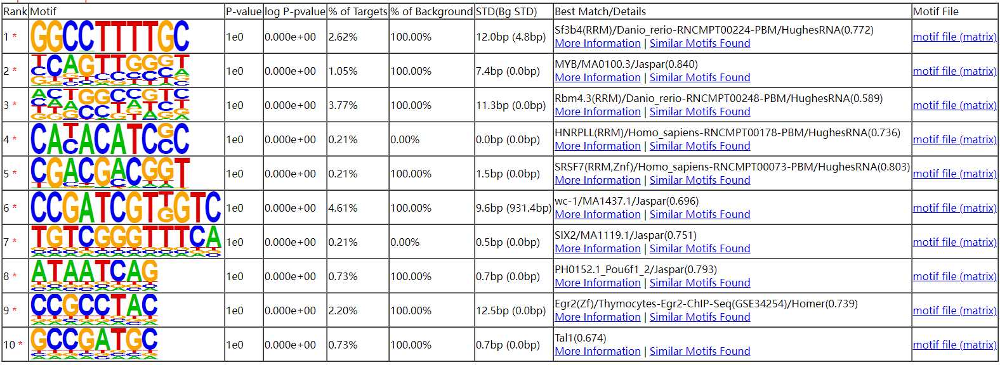 Rank Motif P-value log P-pvalue % of Targets % of Background STD(Bg STD) Best Match/Details Motif File
1 * GGCCTTTTGC 1e0 0.000e+00 2.62% 100.00% 12.0bp (4.8bp) Sf3b4(RRM)/Danio_rerio-RNCMPT00224-PBM/HughesRNA(0.772) motif file (matrix)
More Information | Similar Motifs Found
2 * TCAGTTGGGT 1e0 0.000e+00 1.05% 100.00% 7.4bp (0.0bp) MYB/MA0100.3/Jaspar(0.840) motif file (matrix)
More Information | Similar Motifs Found
3 * ACTGGCCGTC 1e0 0.000e+00 3.77% 100.00% 11.3bp (0.0bp) Rbm4.3(RRM)/Danio_rerio-RNCMPT00248-PBM/HughesRNA(0.589) motif file (matrix)
More Information | Similar Motifs Found
4 * CATACATCGC 1e0 0.000e+00 0.21% 0.00% 0.0bp (0.0bp) HNRPLL(RRM)/Homo_sapiens-RNCMPT00178-PBM/HughesRNA(0.736) motif file (matrix)
More Information | Similar Motifs Found
5 * CGACGACGGT 1e0 0.000e+00 0.21% 100.00% 1.5bp (0.0bp) SRSF7(RRM,Znf)/Homo_sapiens-RNCMPT00073-PBM/HughesRNA(0.803) motif file (matrix)
More Information | Similar Motifs Found
6 * CCGATCGTTGTC 1e0 0.000e+00 4.61% 100.00% 9.6bp (931.4bp) wc-1/MA1437.1/Jaspar(0.696) motif file (matrix)
More Information | Similar Motifs Found
7 * TGTCGGGTTTCA 1e0 0.000e+00 0.21% 0.00% 0.5bp (0.0bp) SIX2/MA1119.1/Jaspar(0.751) motif file (matrix)
More Information | Similar Motifs Found
8 * ATAATCAG 1e0 0.000e+00 0.73% 100.00% 0.7bp (0.0bp) PH0152.1_Pou6f1_2/Jaspar(0.793) motif file (matrix)
More Information | Similar Motifs Found
9 * CCGCCTAC 1e0 0.000e+00 2.20% 100.00% 12.5bp (0.0bp) Egr2(Zf)/Thymocytes-Egr2-ChIP-Seq(GSE34254)/Homer(0.739) motif file (matrix)
More Information | Similar Motifs Found
10 * GCCGATGC 1e0 0.000e+00 0.73% 100.00% 0.7bp (0.0bp) Tal1(0.674) motif file (matrix)
More Information | Similar Motifs Found